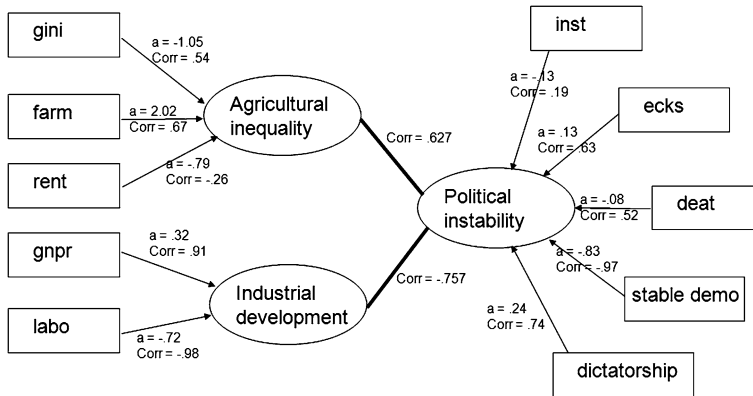 gini
a = -1.05
Corr = .54
farm
a = 2.02
Corr = .67
Agricultural
inequality
rent
a = -.79
Corr = -.26
Corr = .627
gnpr
a = .32
Corr = .91
labo
a = -.72
Corr = -.98
Industrial
development
Corr = -.757
inst
a = -.13
Corr = .19
ecks
a = .13
Corr = .63
Political
instability
a = -.08
Corr = .52
deat
a = -.83
Corr = -.97
stable demo
a = .24
Corr = .74
dictatorship